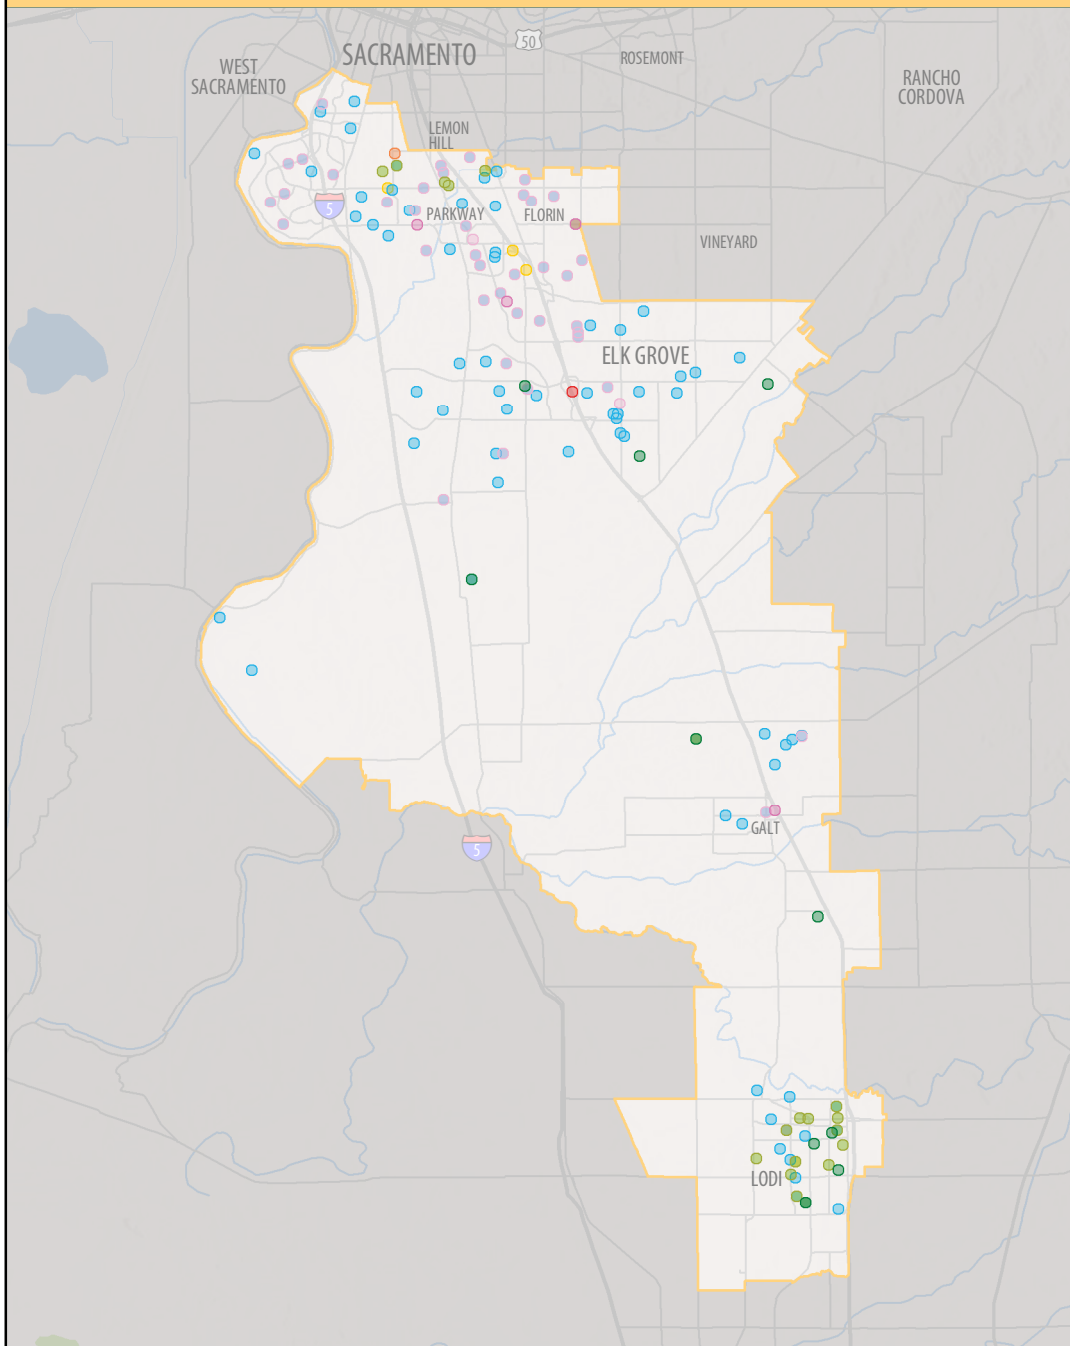 SACRAMENTO
50
ROSEMONT
WEST
SACRAMENTO
RANCHO
CORDOVA
LEMON
HILL
5
PARKWAY
FLORIN
VINEYARD
ELK GROVE
GALT
5
LODI